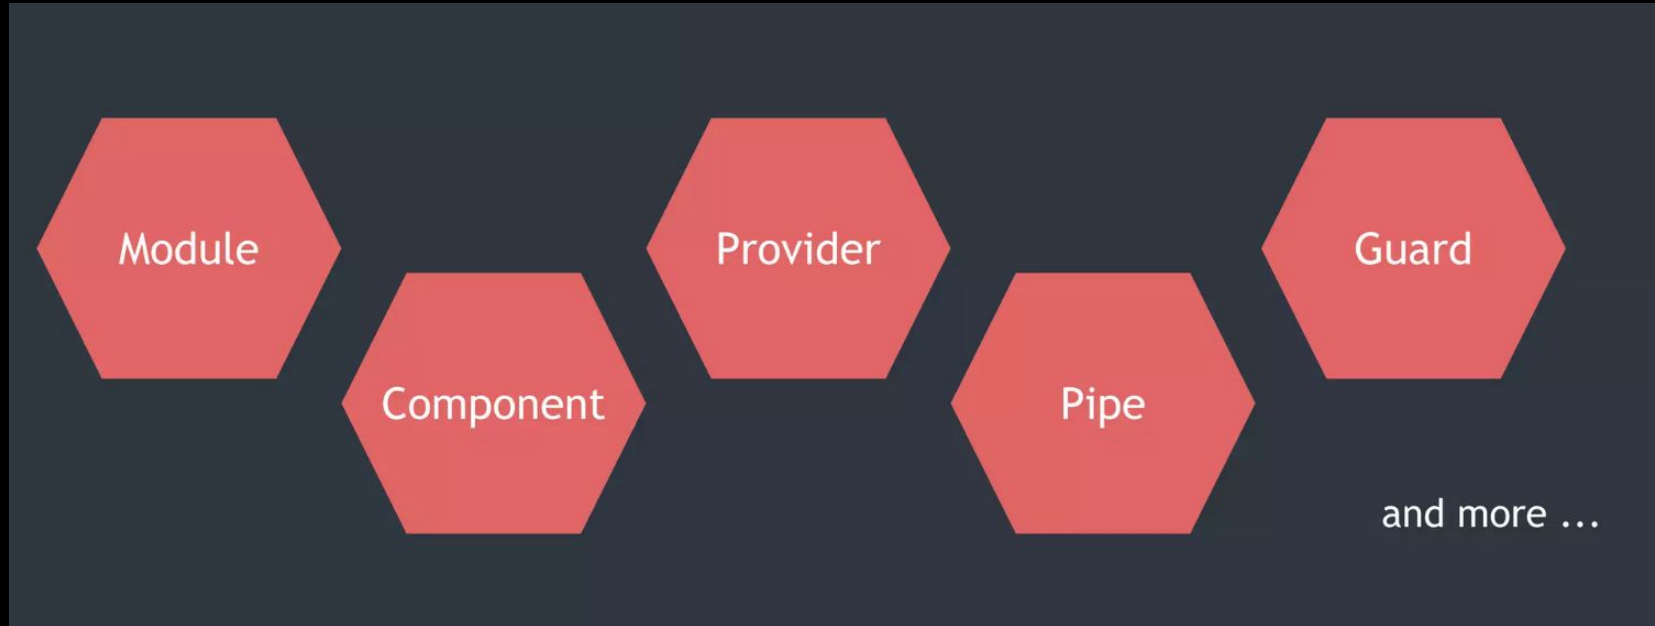 Module
Component
Provider
Pipe
Guard
and more ...